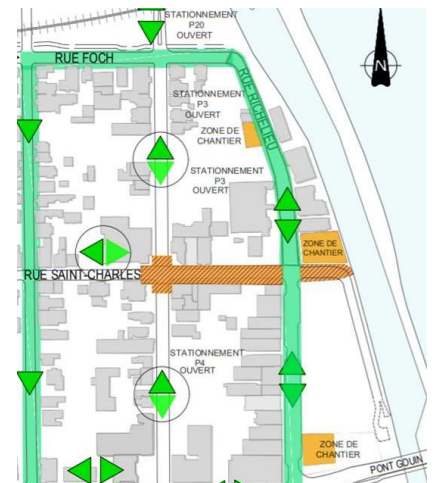 STATIONNEMENT
P20
OUVERT
RUE FOCH
N
RUE RICHELIEU
STATIONNEMENT
P3
OUVERT
ZONE DE
CHANTIER
STATIONNEMENT
P3
OUVERT
ZONE DE
CHANTIER
RUE SAINT-CHARLES
STATIONNEMENT
P4
OUVERT
ZONE DE
CHANTIER
PONT GOUIN